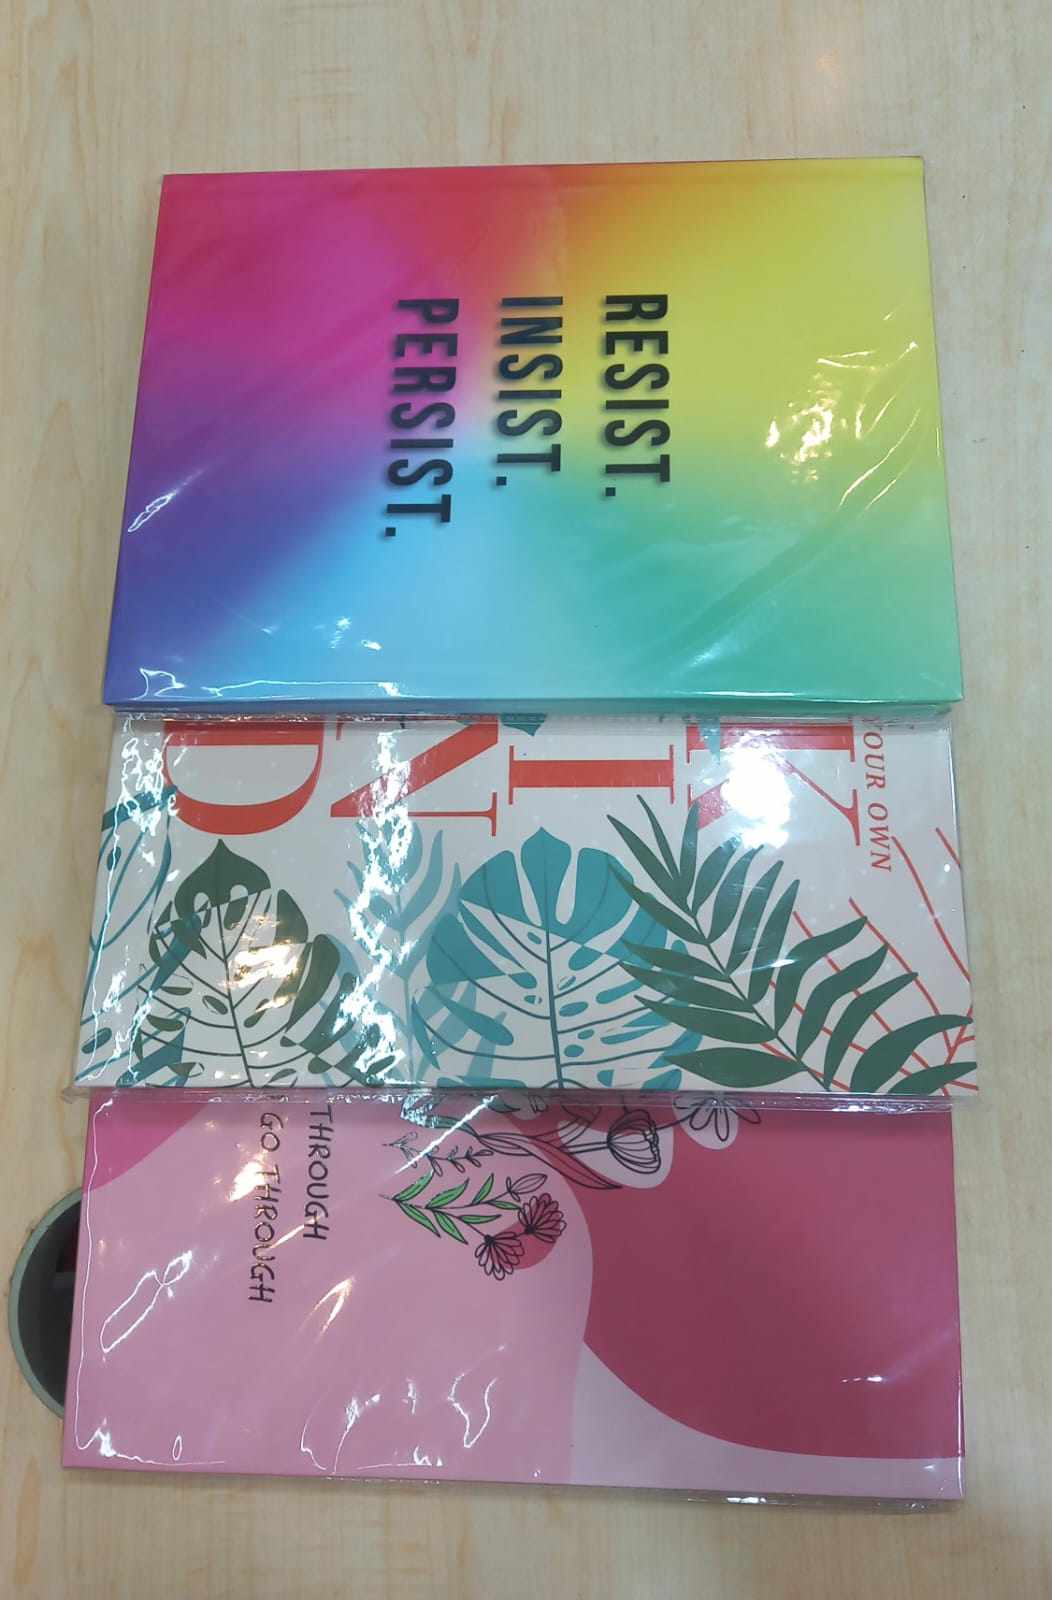 RESIST.
INSIST.
PERSIST.
YOUR OWN
K
I
N
D
THROUGH
GO THROUGH